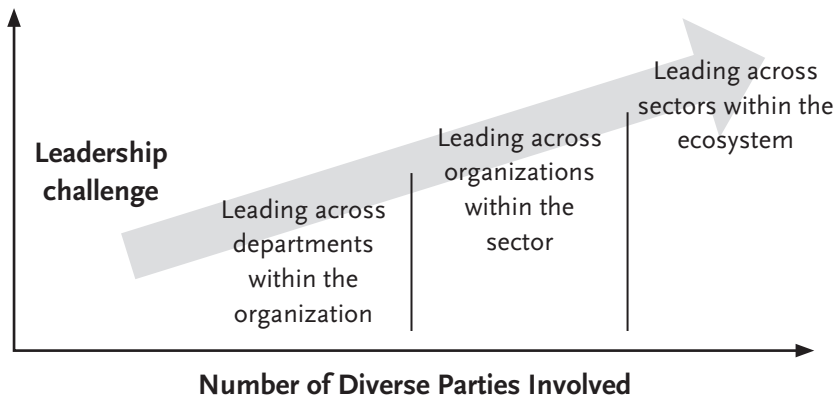 Leadership
challenge
Leading across
departments
within the
organization
Leading across
organizations
within the
sector
Leading across
sectors within the
ecosystem
Number of Diverse Parties Involved